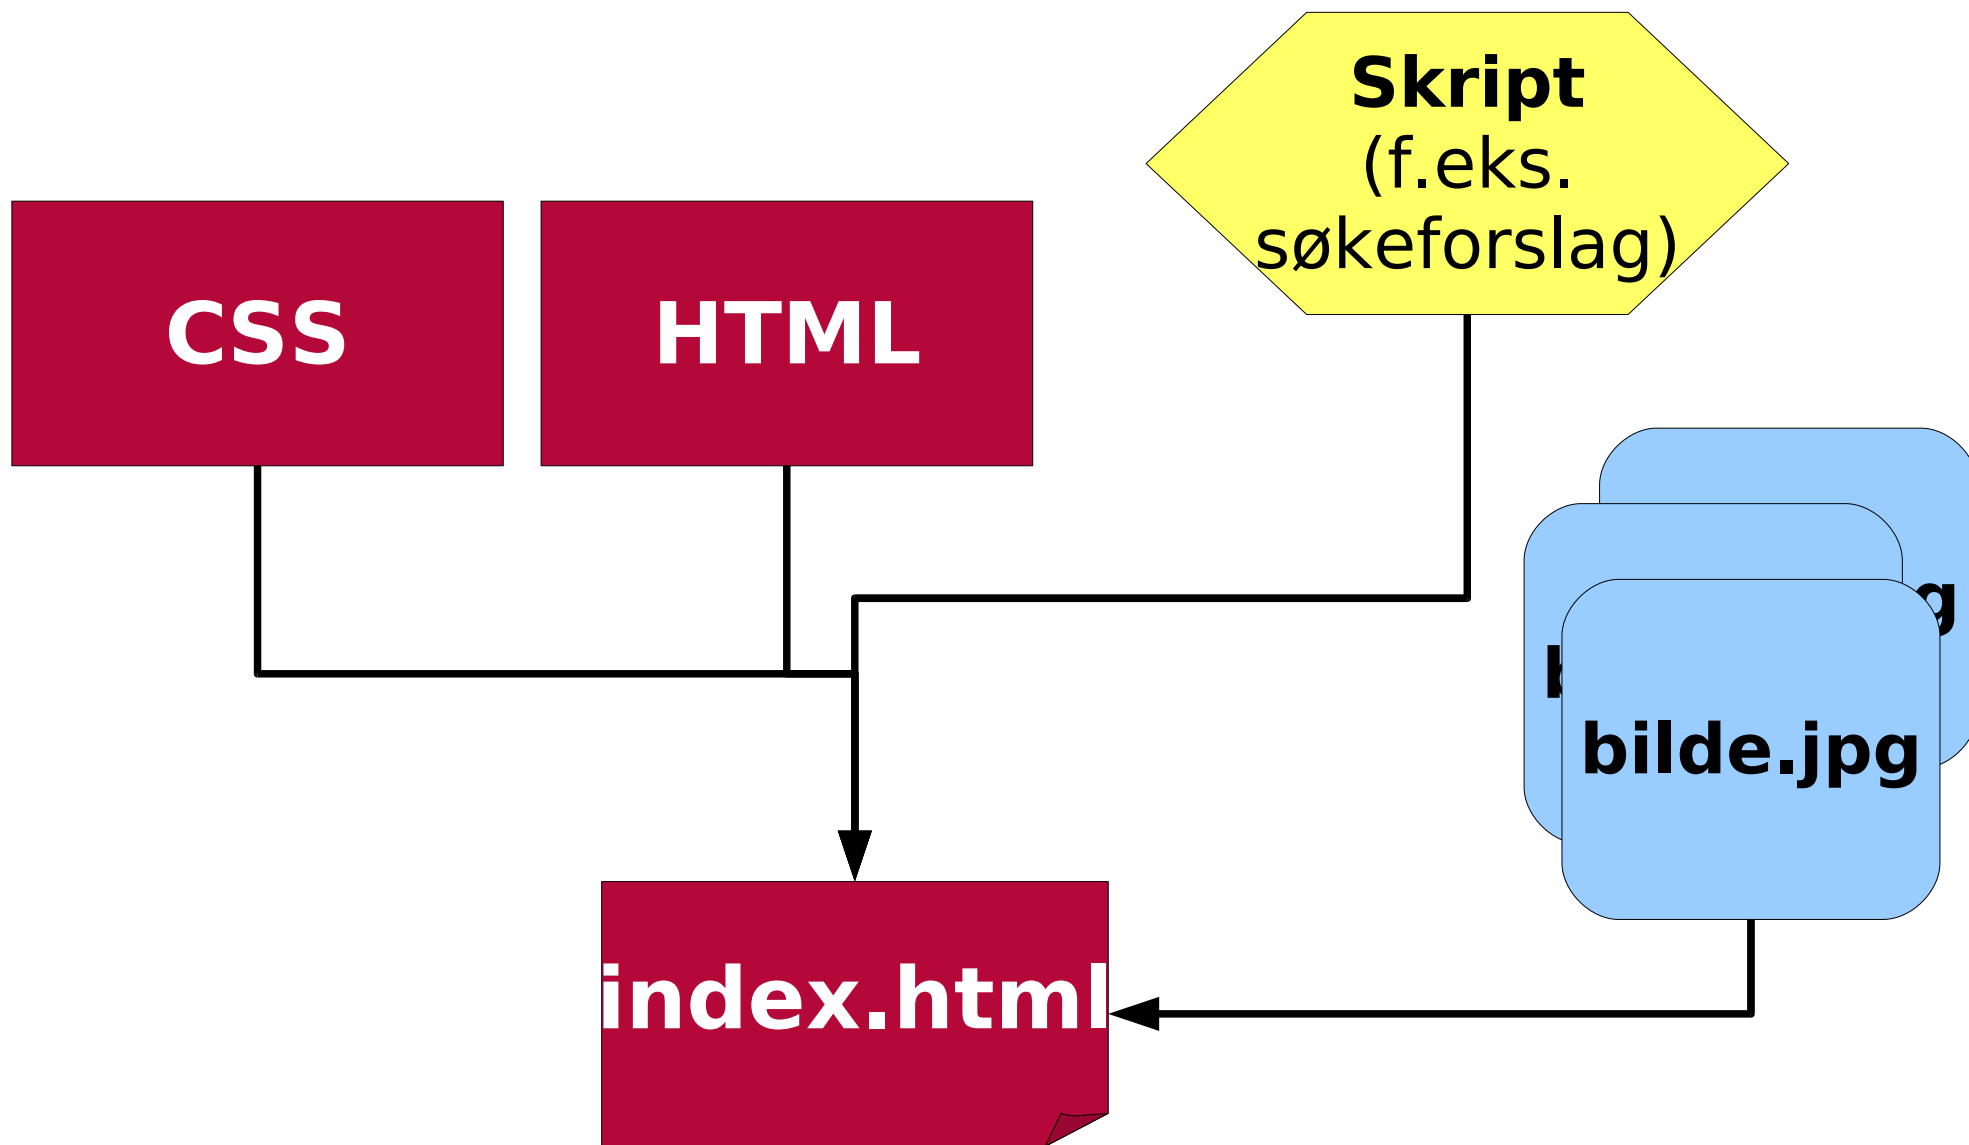 Skript
(f.eks.
søkeforslag)
CSS
HTML
bilde.jpg
index.html